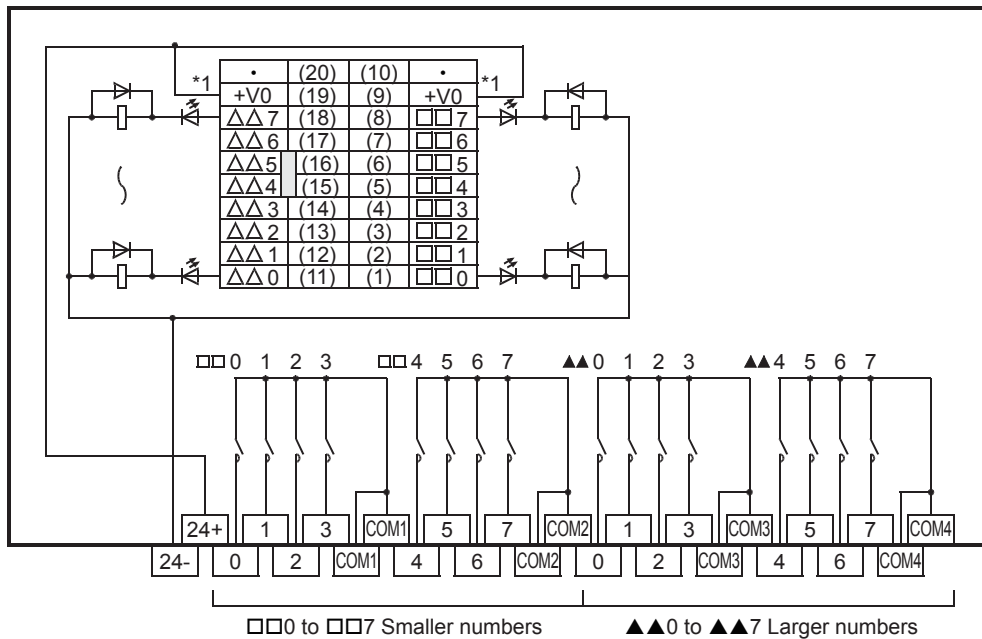 *1 • (20) (10) • *1
+V0 (19) (9) +V0
△△7 (18) (8) □□7
△△6 (17) (7) □□6
△△5 (16) (6) □□5
△△4 (15) (5) □□4
△△3 (14) (4) □□3
△△2 (13) (3) □□2
△△1 (12) (2) □□1
△△0 (11) (1) □□0
□□0 1 2 3 □□4 5 6 7 ▲▲0 1 2 3 ▲▲4 5 6 7
24+ 1 3 COM1 5 7 COM2 1 3 COM3 5 7 COM4
24- 0 2 COM1 4 6 COM2 0 2 COM3 4 6 COM4
□□0 to □□7 Smaller numbers ▲▲0 to ▲▲7 Larger numbers